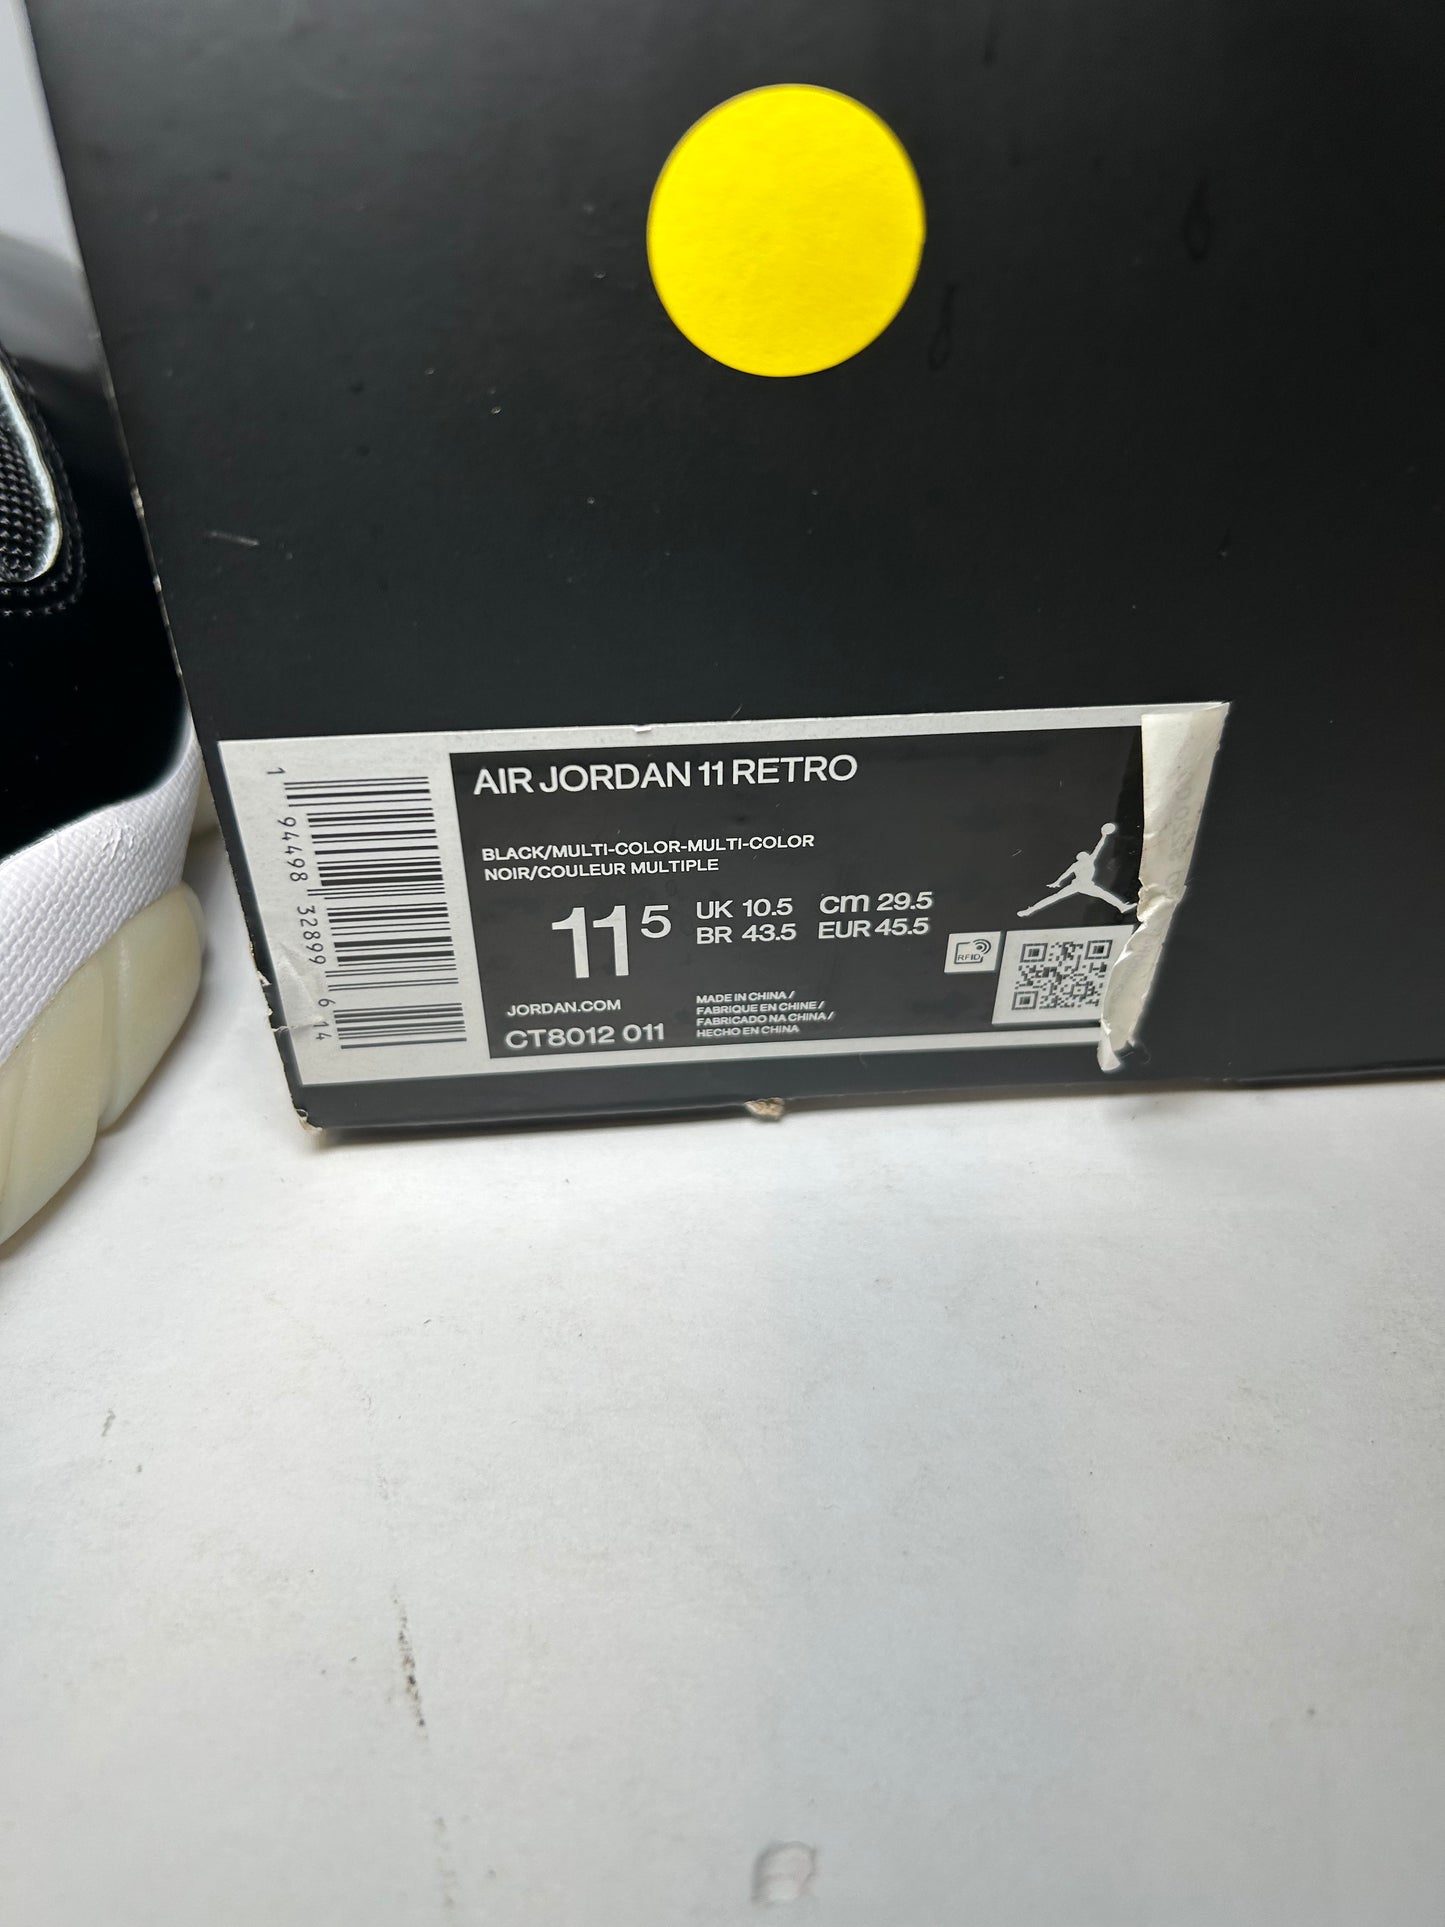 AIR JORDAN 11 RETRO
BLACK/MULTI-COLOR-MULTI-COLOR
NOIR/COULEUR MULTIPLE
11 5
UK 10.5 cm 29.5
BR 43.5 EUR 45.5
RFID
JORDAN.COM
CT8012 011
MADE IN CHINA /
FABRIQUE EN CHINE /
FABRICADO NA CHINA /
HECHO EN CHINA
1 94498 32899 6 14